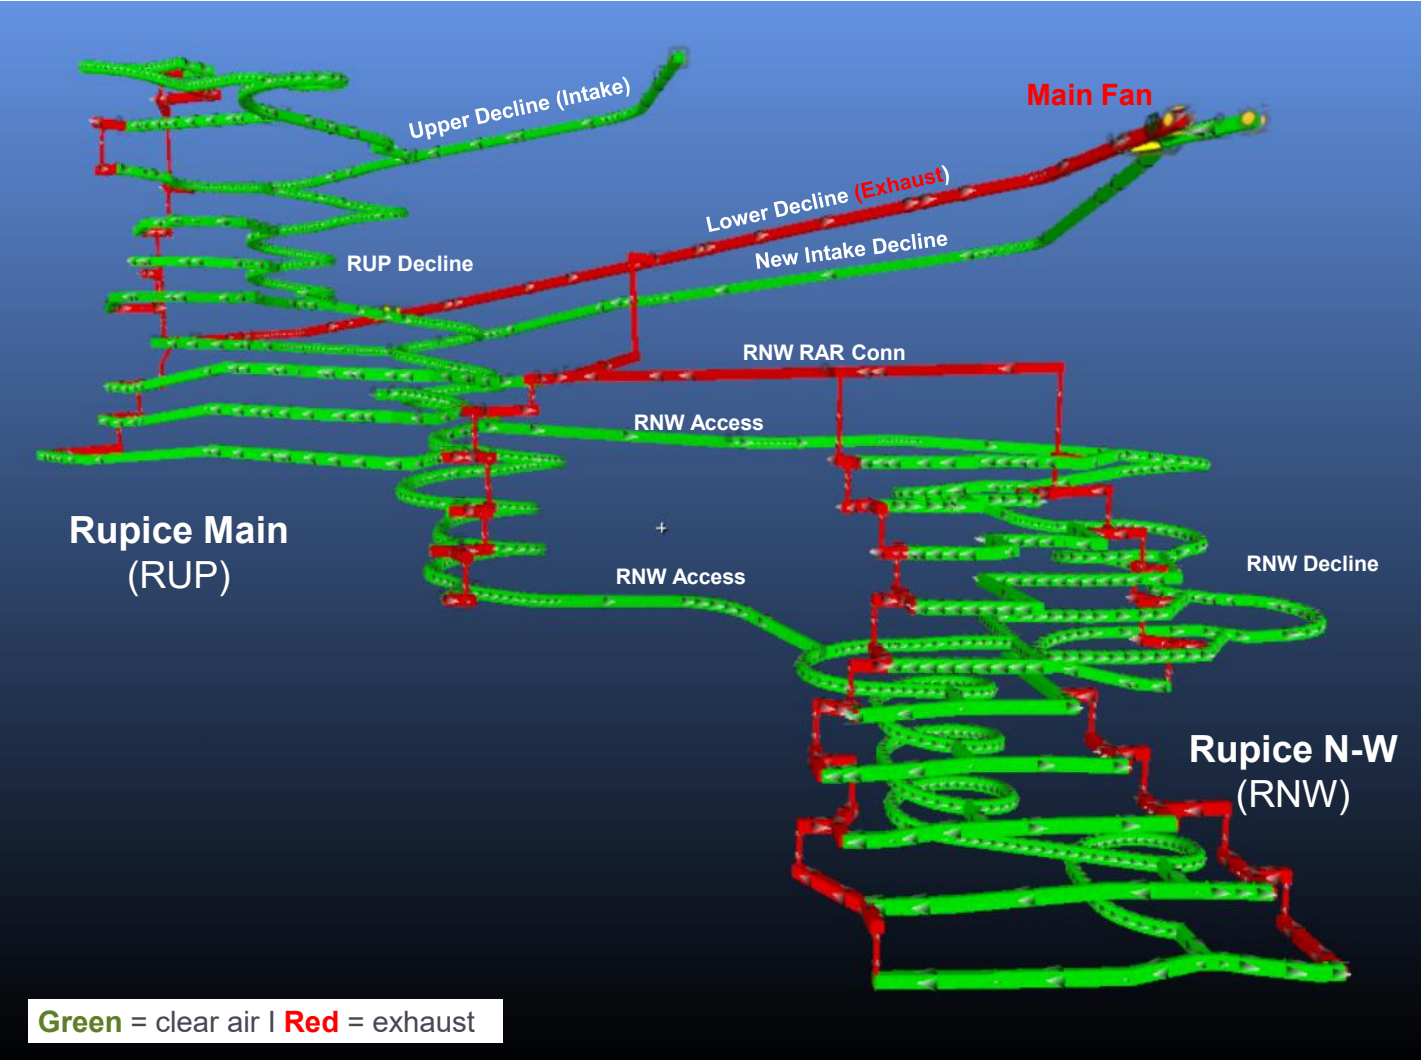 Upper Decline (Intake)
Main Fan
Lower Decline (Exhaust)
New Intake Decline
RUP Decline
RNW RAR Conn
RNW Access
Rupice Main
(RUP)
RNW Access
RNW Decline
Rupice N-W
(RNW)
Green = clear air I Red = exhaust